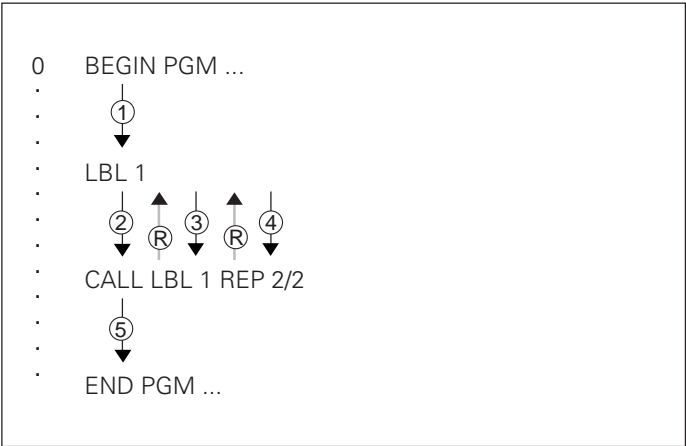 0 BEGIN PGM ...
1
LBL 1
2 R 3 R 4
CALL LBL 1 REP 2/2
5
END PGM ...